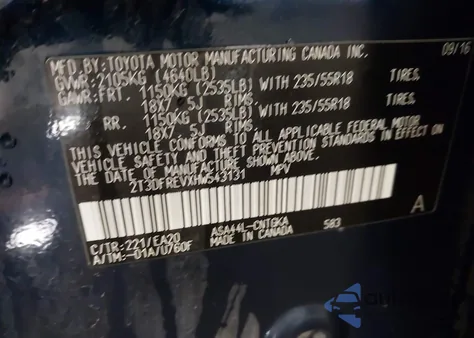 MFD BY: TOYOTA MOTOR MANUFACTURING CANADA INC. 09/16
GVWR: 2105KG (4640LB)
GAWR: FRT. 1150KG (2535LB) WITH 235/55R18 TIRES,
18X7 .5J RIMS,
RR. 1150KG (2535LB) WITH 235/55R18 TIRES,
18X7 .5J RIMS,
THIS VEHICLE CONFORMS TO ALL APPLICABLE FEDERAL MOTOR
VEHICLE SAFETY AND THEFT PREVENTION STANDARDS IN EFFECT ON
THE DATE OF MANUFACTURE SHOWN ABOVE.
2T3DFREVXHW543131 MPV
A
C/TR: 221/EA20 ASA44L-CNTGKA 583
A/TM: -01A/U760F MADE IN CANADA